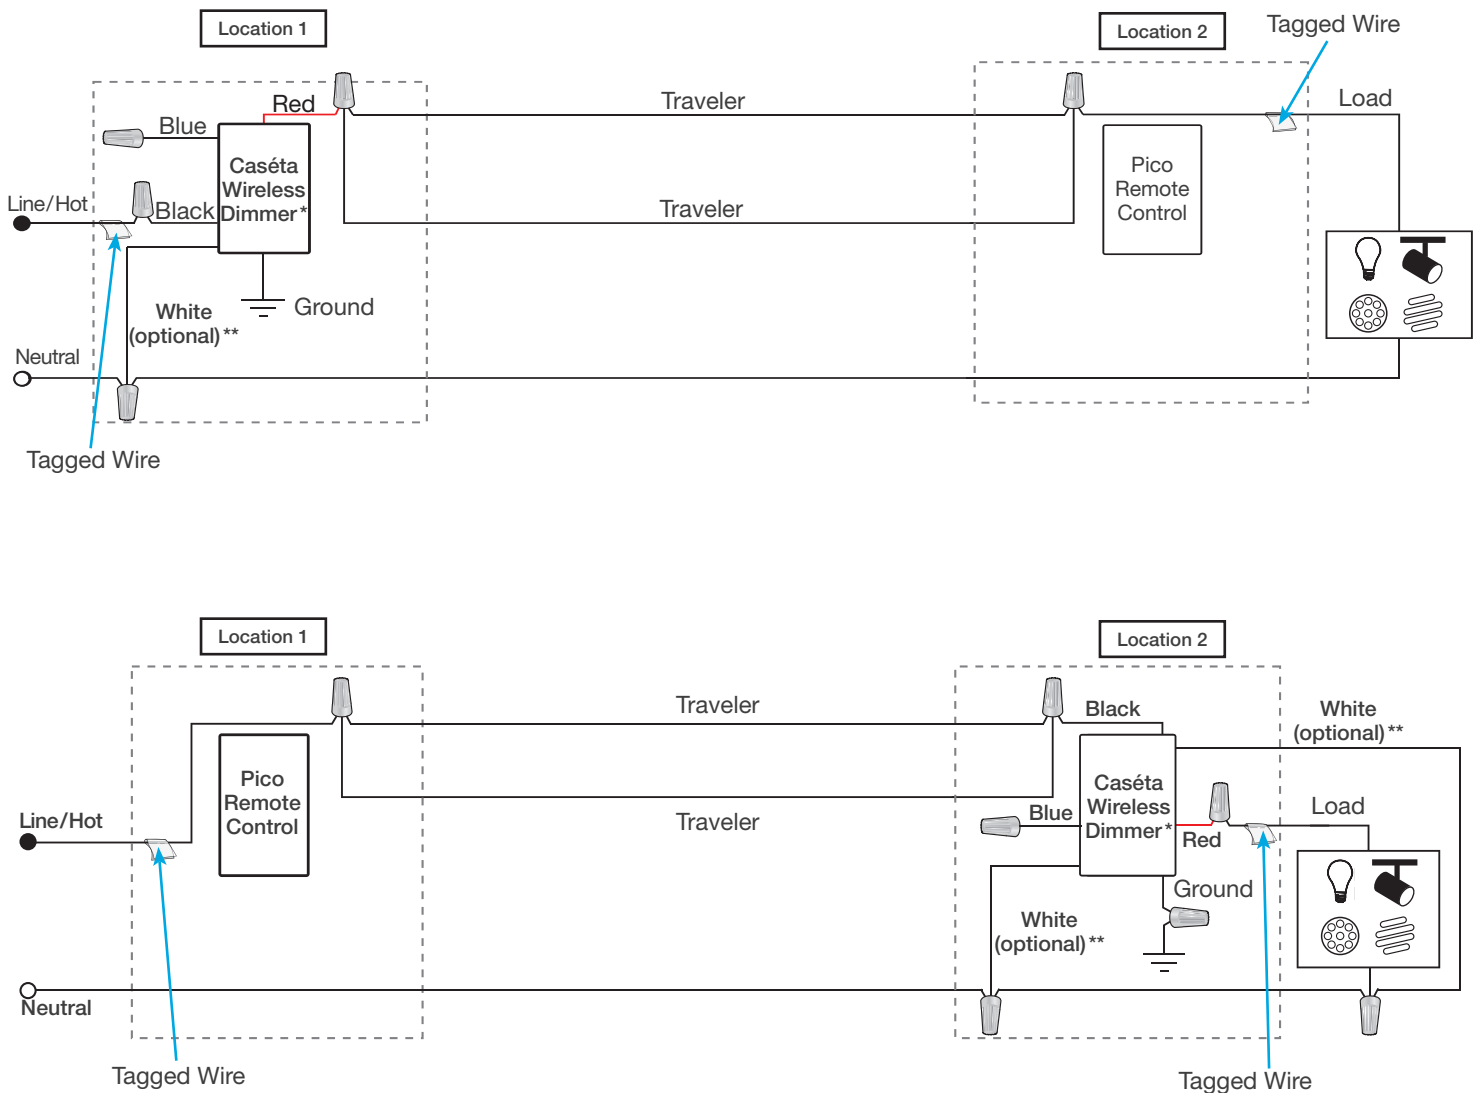 Location 1
Location 2
Tagged Wire
Red
Traveler
Load
Blue
Caséta
Wireless
Dimmer*
Pico
Remote
Control
Line/Hot
Black
Traveler
Ground
White
(optional)**
Neutral
Tagged Wire
Location 1
Location 2
Traveler
Black
White
(optional)**
Pico
Remote
Control
Caséta
Wireless
Dimmer*
Blue
Load
Line/Hot
Traveler
Red
Ground
White
(optional)**
Neutral
Tagged Wire
Tagged Wire